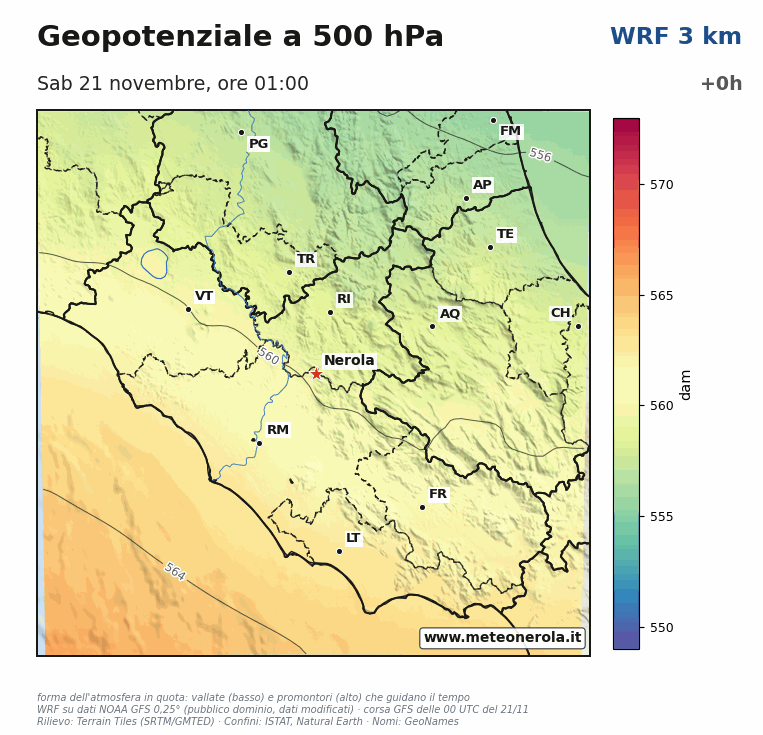 Geopotenziale a 500 hPa
WRF 3 km
Sab 21 novembre, ore 01:00
+0h
FM
PG
556
AP
TE
TR
VT
RI
AQ
CH
560
Nerola
RM
FR
LT
564
www.meteonerola.it
570
565
560
555
550
dam
forma dell'atmosfera in quota: vallate (basso) e promontori (alto) che guidano il tempo
WRF su dati NOAA GFS 0,25° (pubblico dominio, dati modificati) · corsa GFS delle 00 UTC del 21/11
Rilievo: Terrain Tiles (SRTM/GMTED) · Confini: ISTAT, Natural Earth · Nomi: GeoNames